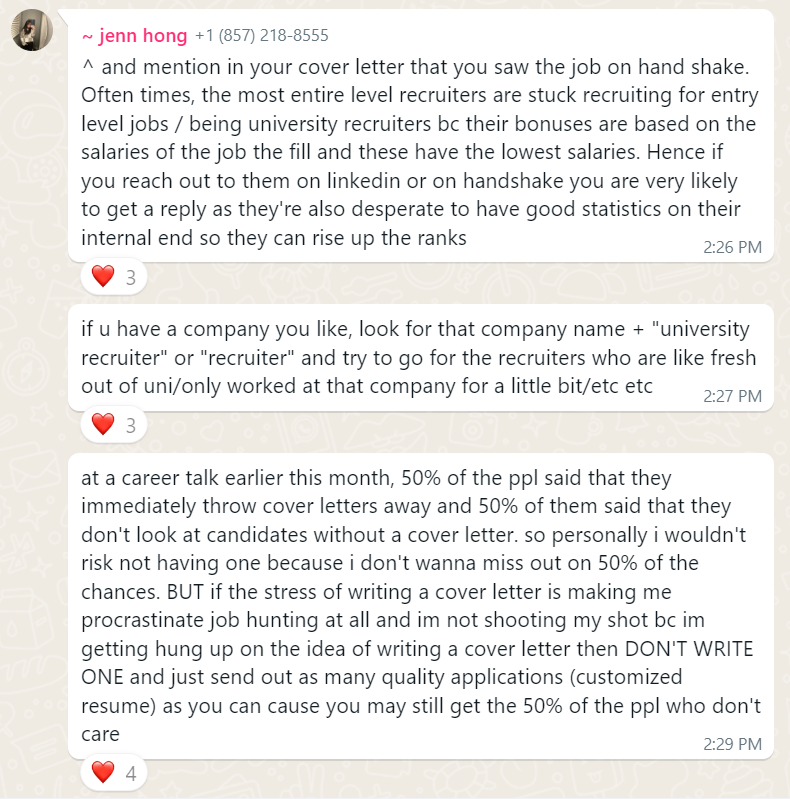 ~ jenn hong +1 (857) 218-8555
^ and mention in your cover letter that you saw the job on hand shake.
Often times, the most entire level recruiters are stuck recruiting for entry
level jobs / being university recruiters bc their bonuses are based on the
salaries of the job the fill and these have the lowest salaries. Hence if
you reach out to them on linkedin or on handshake you are very likely
to get a reply as they're also desperate to have good statistics on their
internal end so they can rise up the ranks
2:26 PM
❤️ 3
if u have a company you like, look for that company name + "university
recruiter" or "recruiter" and try to go for the recruiters who are like fresh
out of uni/only worked at that company for a little bit/etc etc
2:27 PM
❤️ 3
at a career talk earlier this month, 50% of the ppl said that they
immediately throw cover letters away and 50% of them said that they
don't look at candidates without a cover letter. so personally i wouldn't
risk not having one because i don't wanna miss out on 50% of the
chances. BUT if the stress of writing a cover letter is making me
procrastinate job hunting at all and im not shooting my shot bc im
getting hung up on the idea of writing a cover letter then DON'T WRITE
ONE and just send out as many quality applications (customized
resume) as you can cause you may still get the 50% of the ppl who don't
care
2:29 PM
❤️ 4